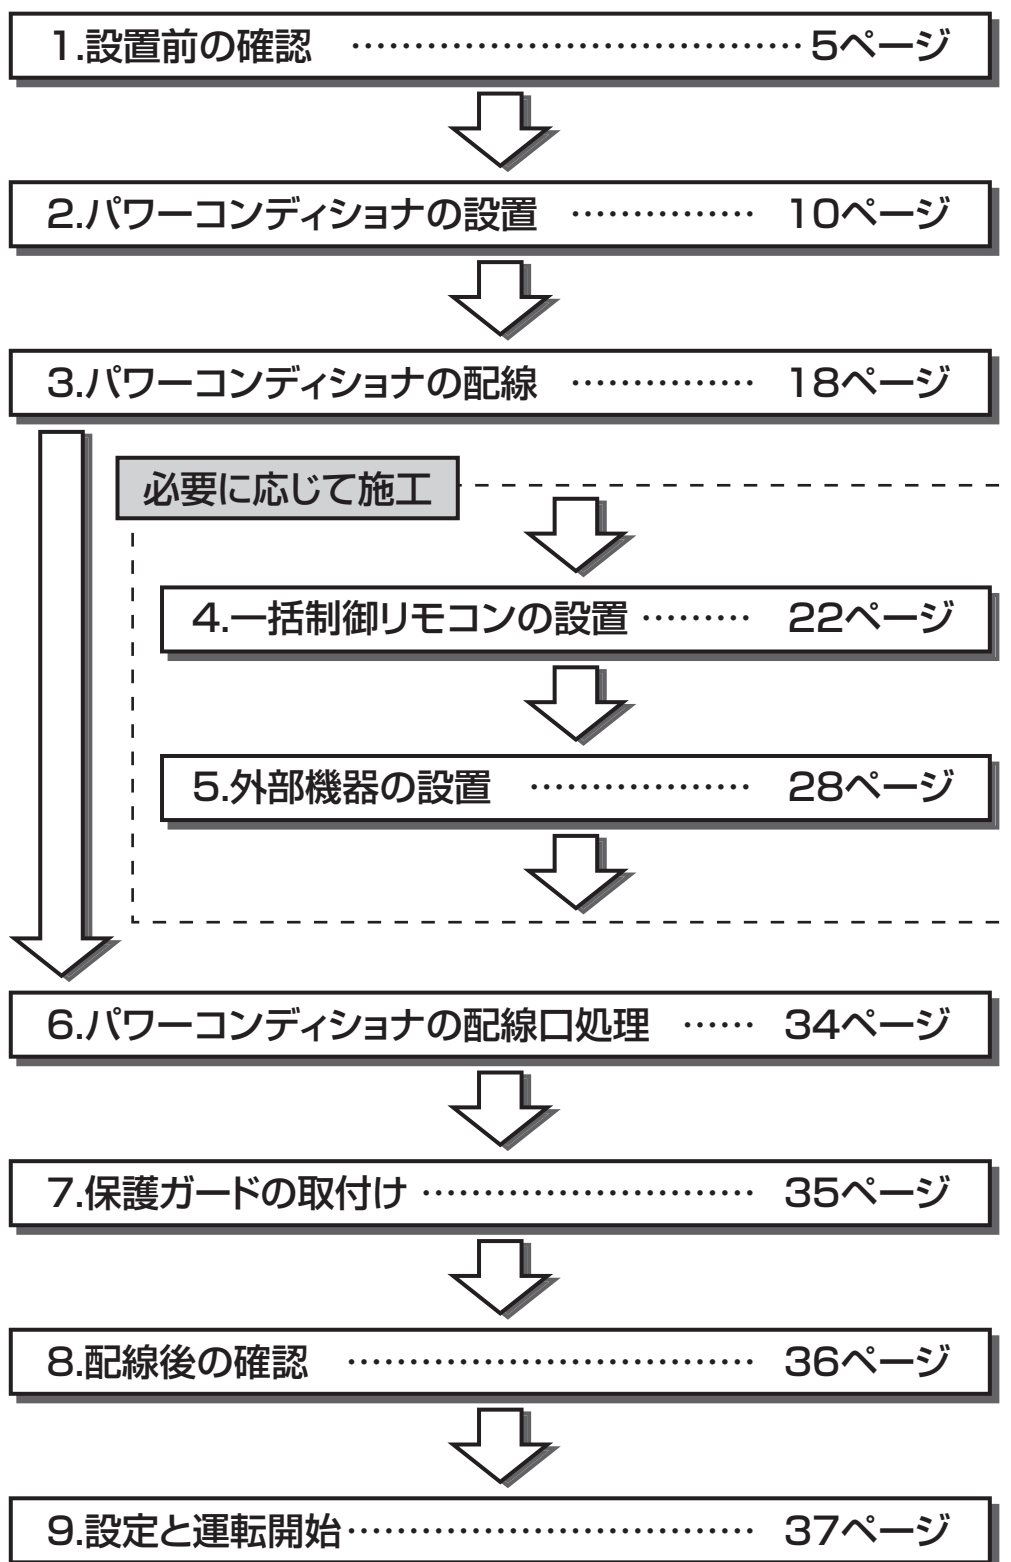 1.設置前の確認 ………………………………5ページ
2.パワーコンディショナの設置 …………… 10ページ
3.パワーコンディショナの配線 …………… 18ページ
必要に応じて施工
4.一括制御リモコンの設置 ……… 22ページ
5.外部機器の設置 ……………… 28ページ
6.パワーコンディショナの配線口処理 …… 34ページ
7.保護ガードの取付け ……………………… 35ページ
8.配線後の確認 …………………………… 36ページ
9.設定と運転開始 …………………………… 37ページ